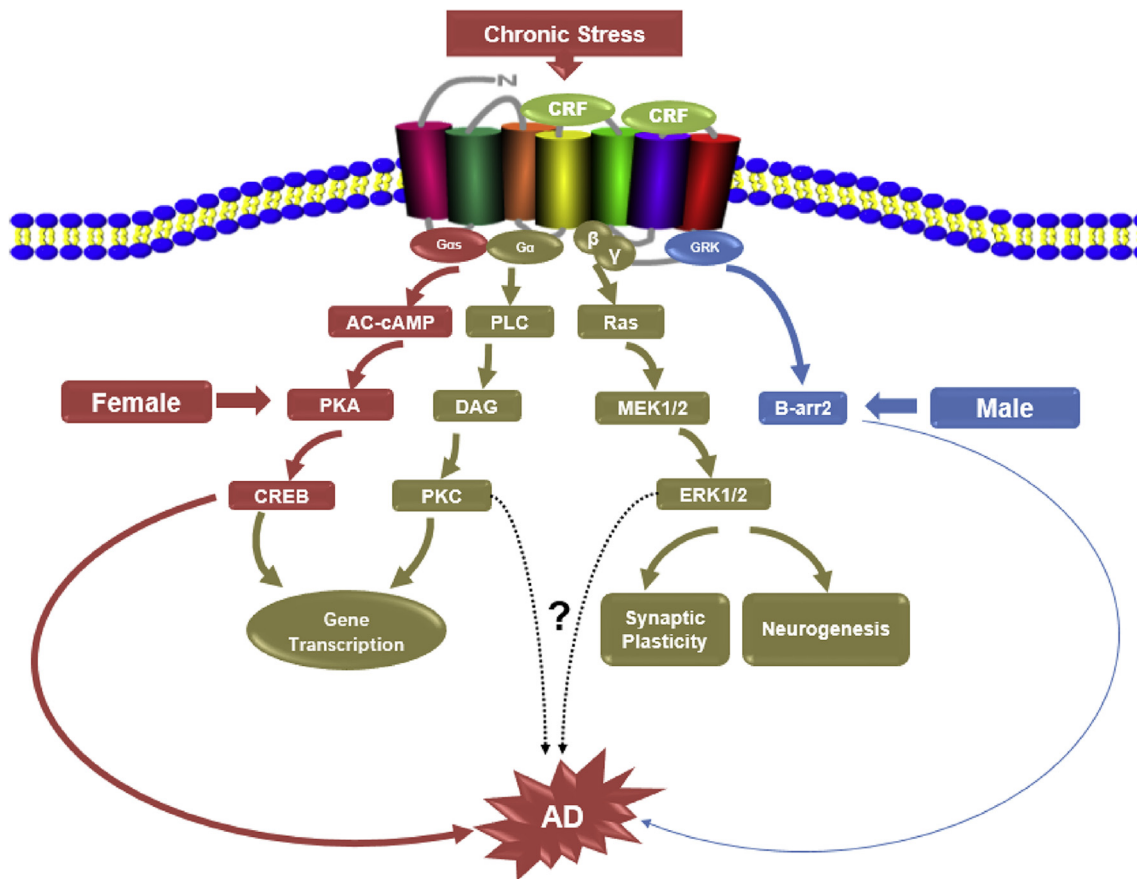 Chronic Stress
N
CRF
CRF
Gαs
Gα
β
γ
GRK
AC-cAMP
PLC
Ras
Female
PKA
DAG
MEK1/2
B-arr2
Male
CREB
PKC
ERK1/2
Gene
Transcription
?
Synaptic
Plasticity
Neurogenesis
AD